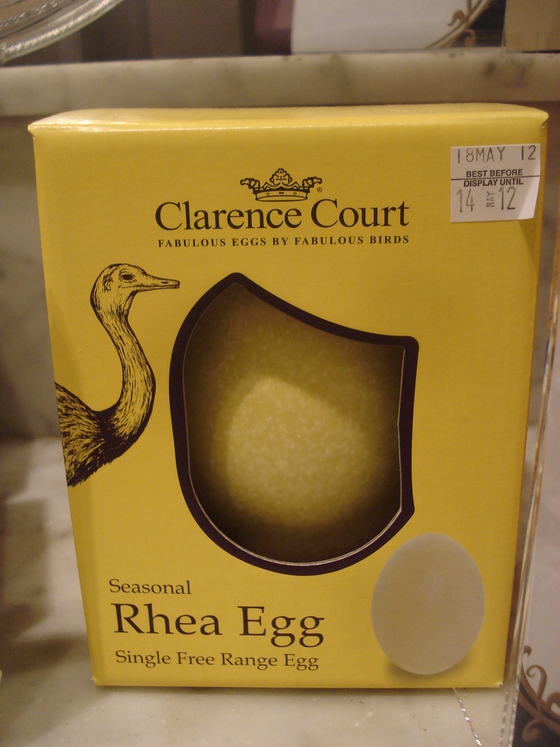 18MAY 12
BEST BEFORE
DISPLAY UNTIL
14 MAY 12
Clarence Court®
FABULOUS EGGS BY FABULOUS BIRDS
Seasonal
Rhea Egg
Single Free Range Egg